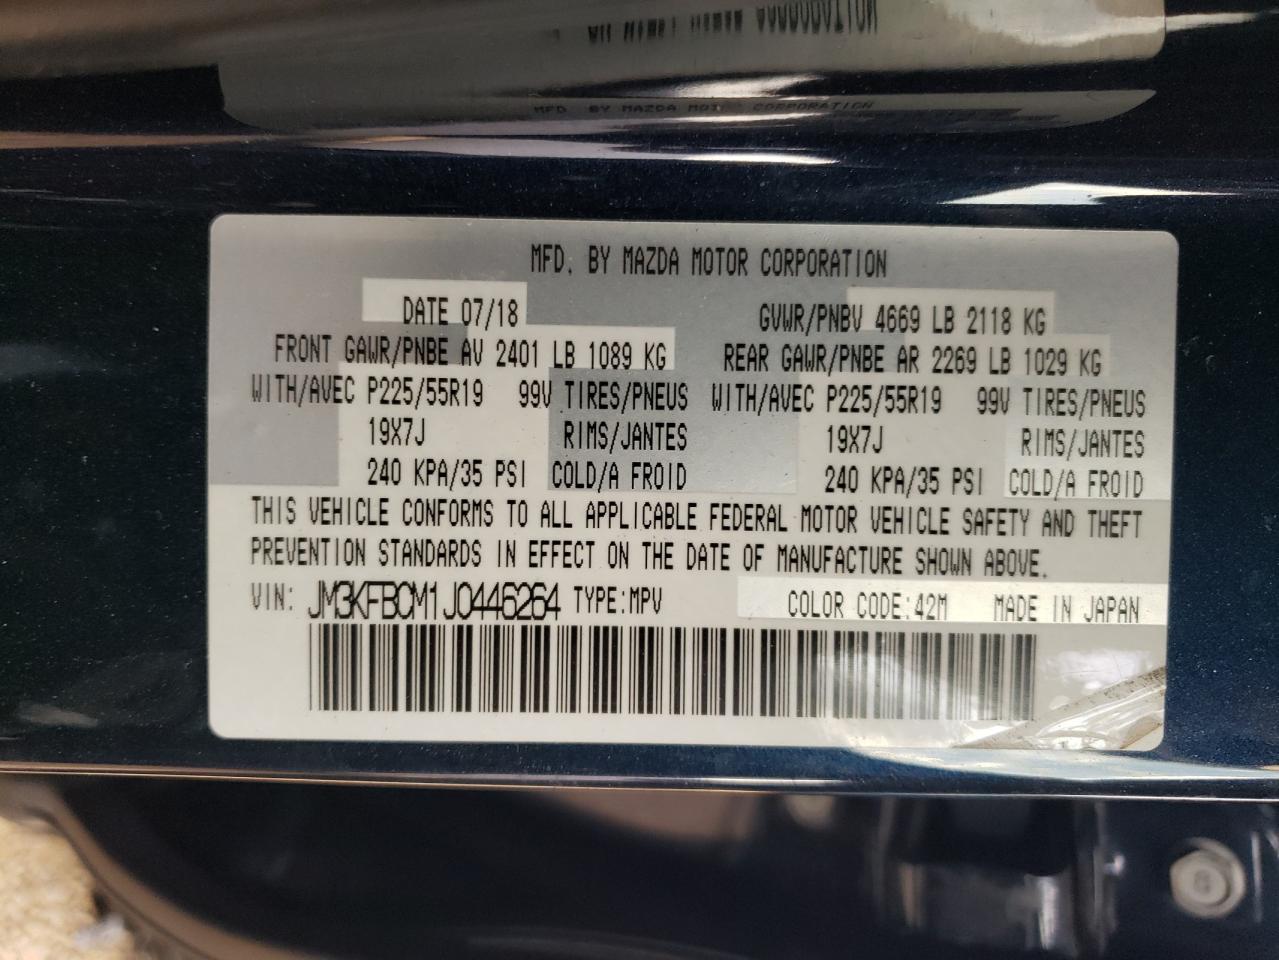 MFD. BY MAZDA MOTOR CORPORATION
MFD. BY MAZDA MOTOR CORPORATION
DATE 07/18 GVWR/PNBV 4669 LB 2118 KG
FRONT GAWR/PNBE AV 2401 LB 1089 KG REAR GAWR/PNBE AR 2269 LB 1029 KG
WITH/AVEC P225/55R19 99V TIRES/PNEUS WITH/AVEC P225/55R19 99V TIRES/PNEUS
19X7J RIMS/JANTES 19X7J RIMS/JANTES
240 KPA/35 PSI COLD/A FROID 240 KPA/35 PSI COLD/A FROID
THIS VEHICLE CONFORMS TO ALL APPLICABLE FEDERAL MOTOR VEHICLE SAFETY AND THEFT
PREVENTION STANDARDS IN EFFECT ON THE DATE OF MANUFACTURE SHOWN ABOVE.
VIN: JM3KFBCM1J0446264 TYPE:MPV COLOR CODE:42M MADE IN JAPAN